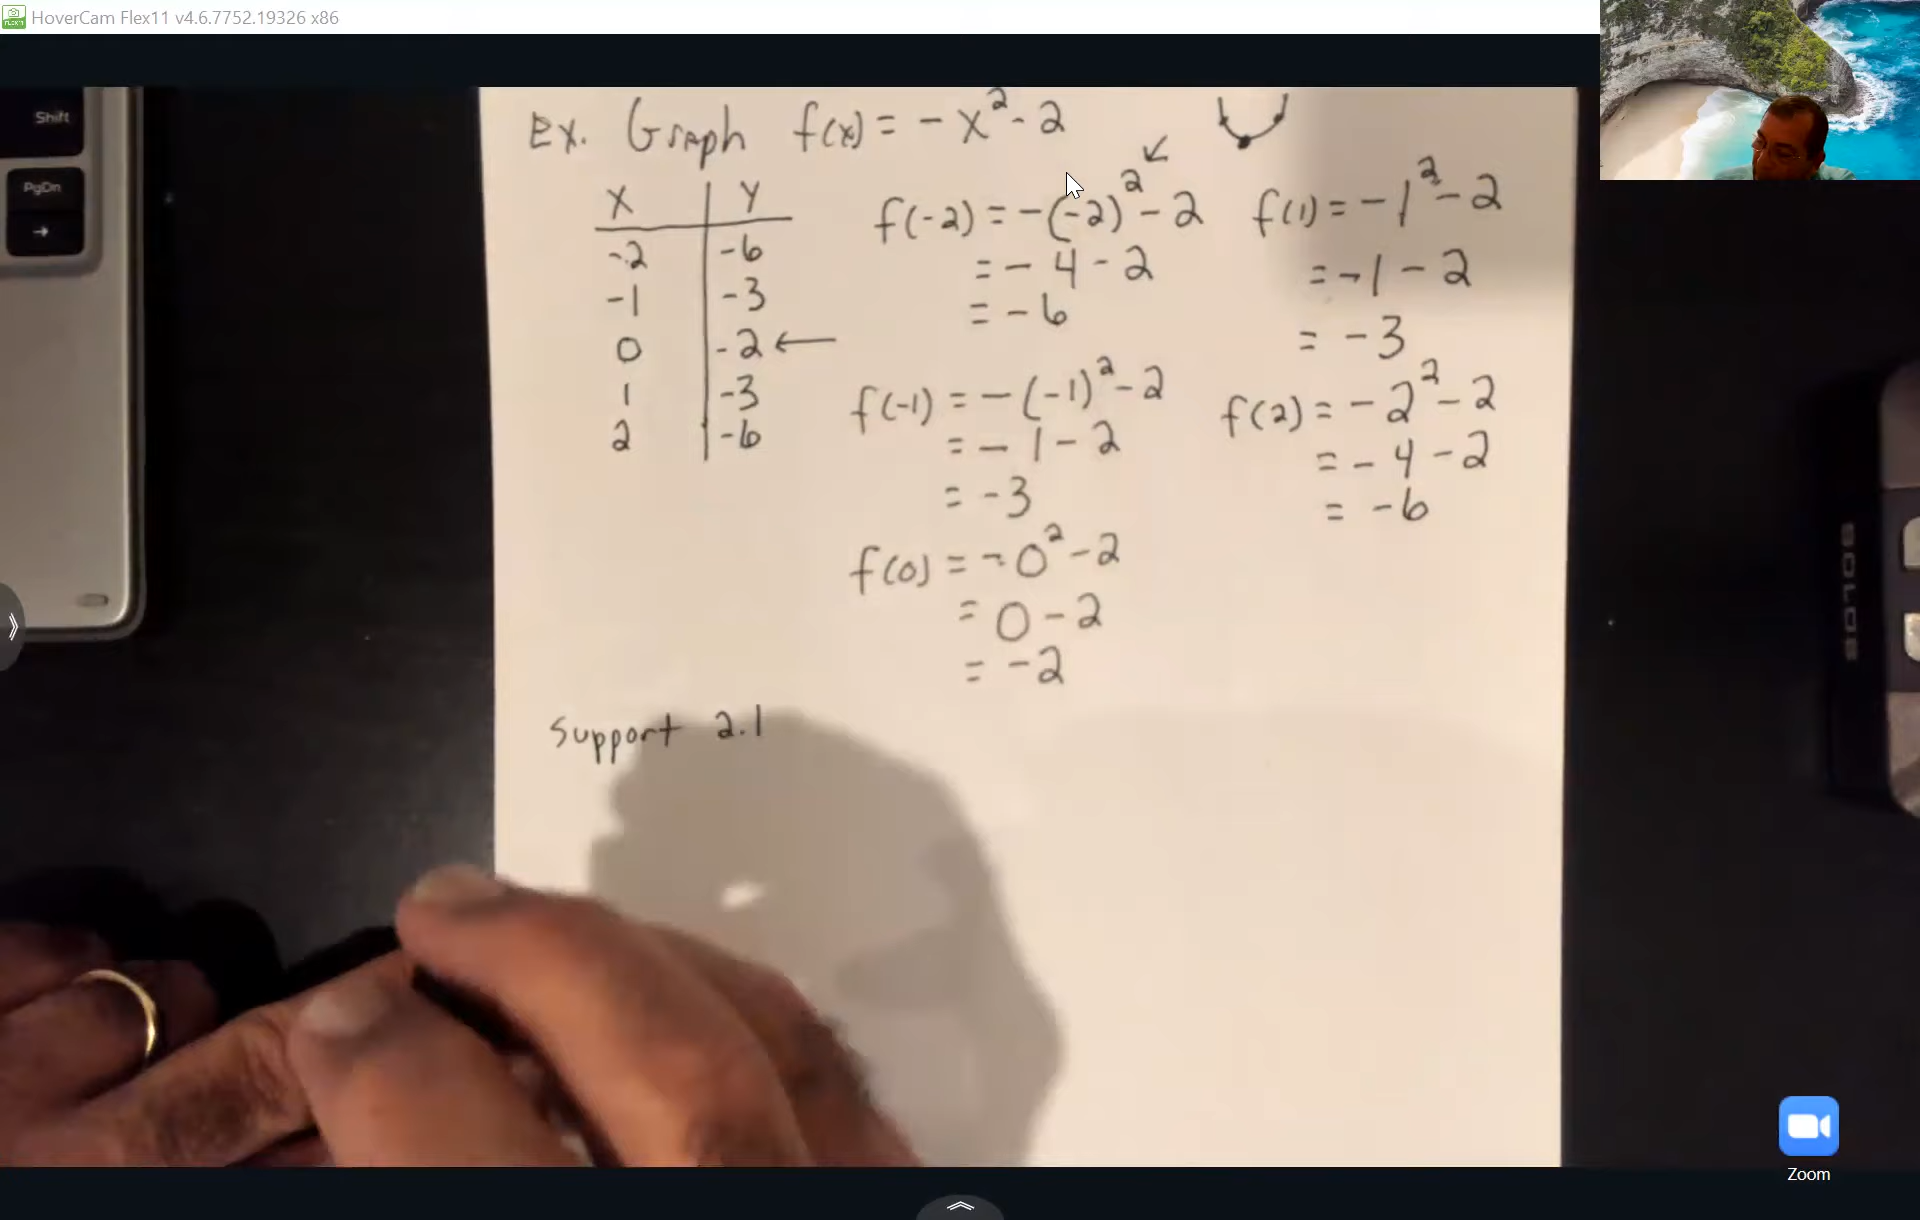 HoverCam Flex11 v4.6.7752.19326 x86
Shift
PgDn
→
Ex. Graph f(x) = -x² - 2
X | Y
-2 | -6
-1 | -3
0 | -2 ←
1 | -3
2 | -6
f(-2) = -(-2)² - 2
= -4 - 2
= -6
f(-1) = -(-1)² - 2
= -1 - 2
= -3
f(0) = -0² - 2
= 0 - 2
= -2
f(1) = -1² - 2
= -1 - 2
= -3
f(2) = -2² - 2
= -4 - 2
= -6
Support 2.1
Zoom